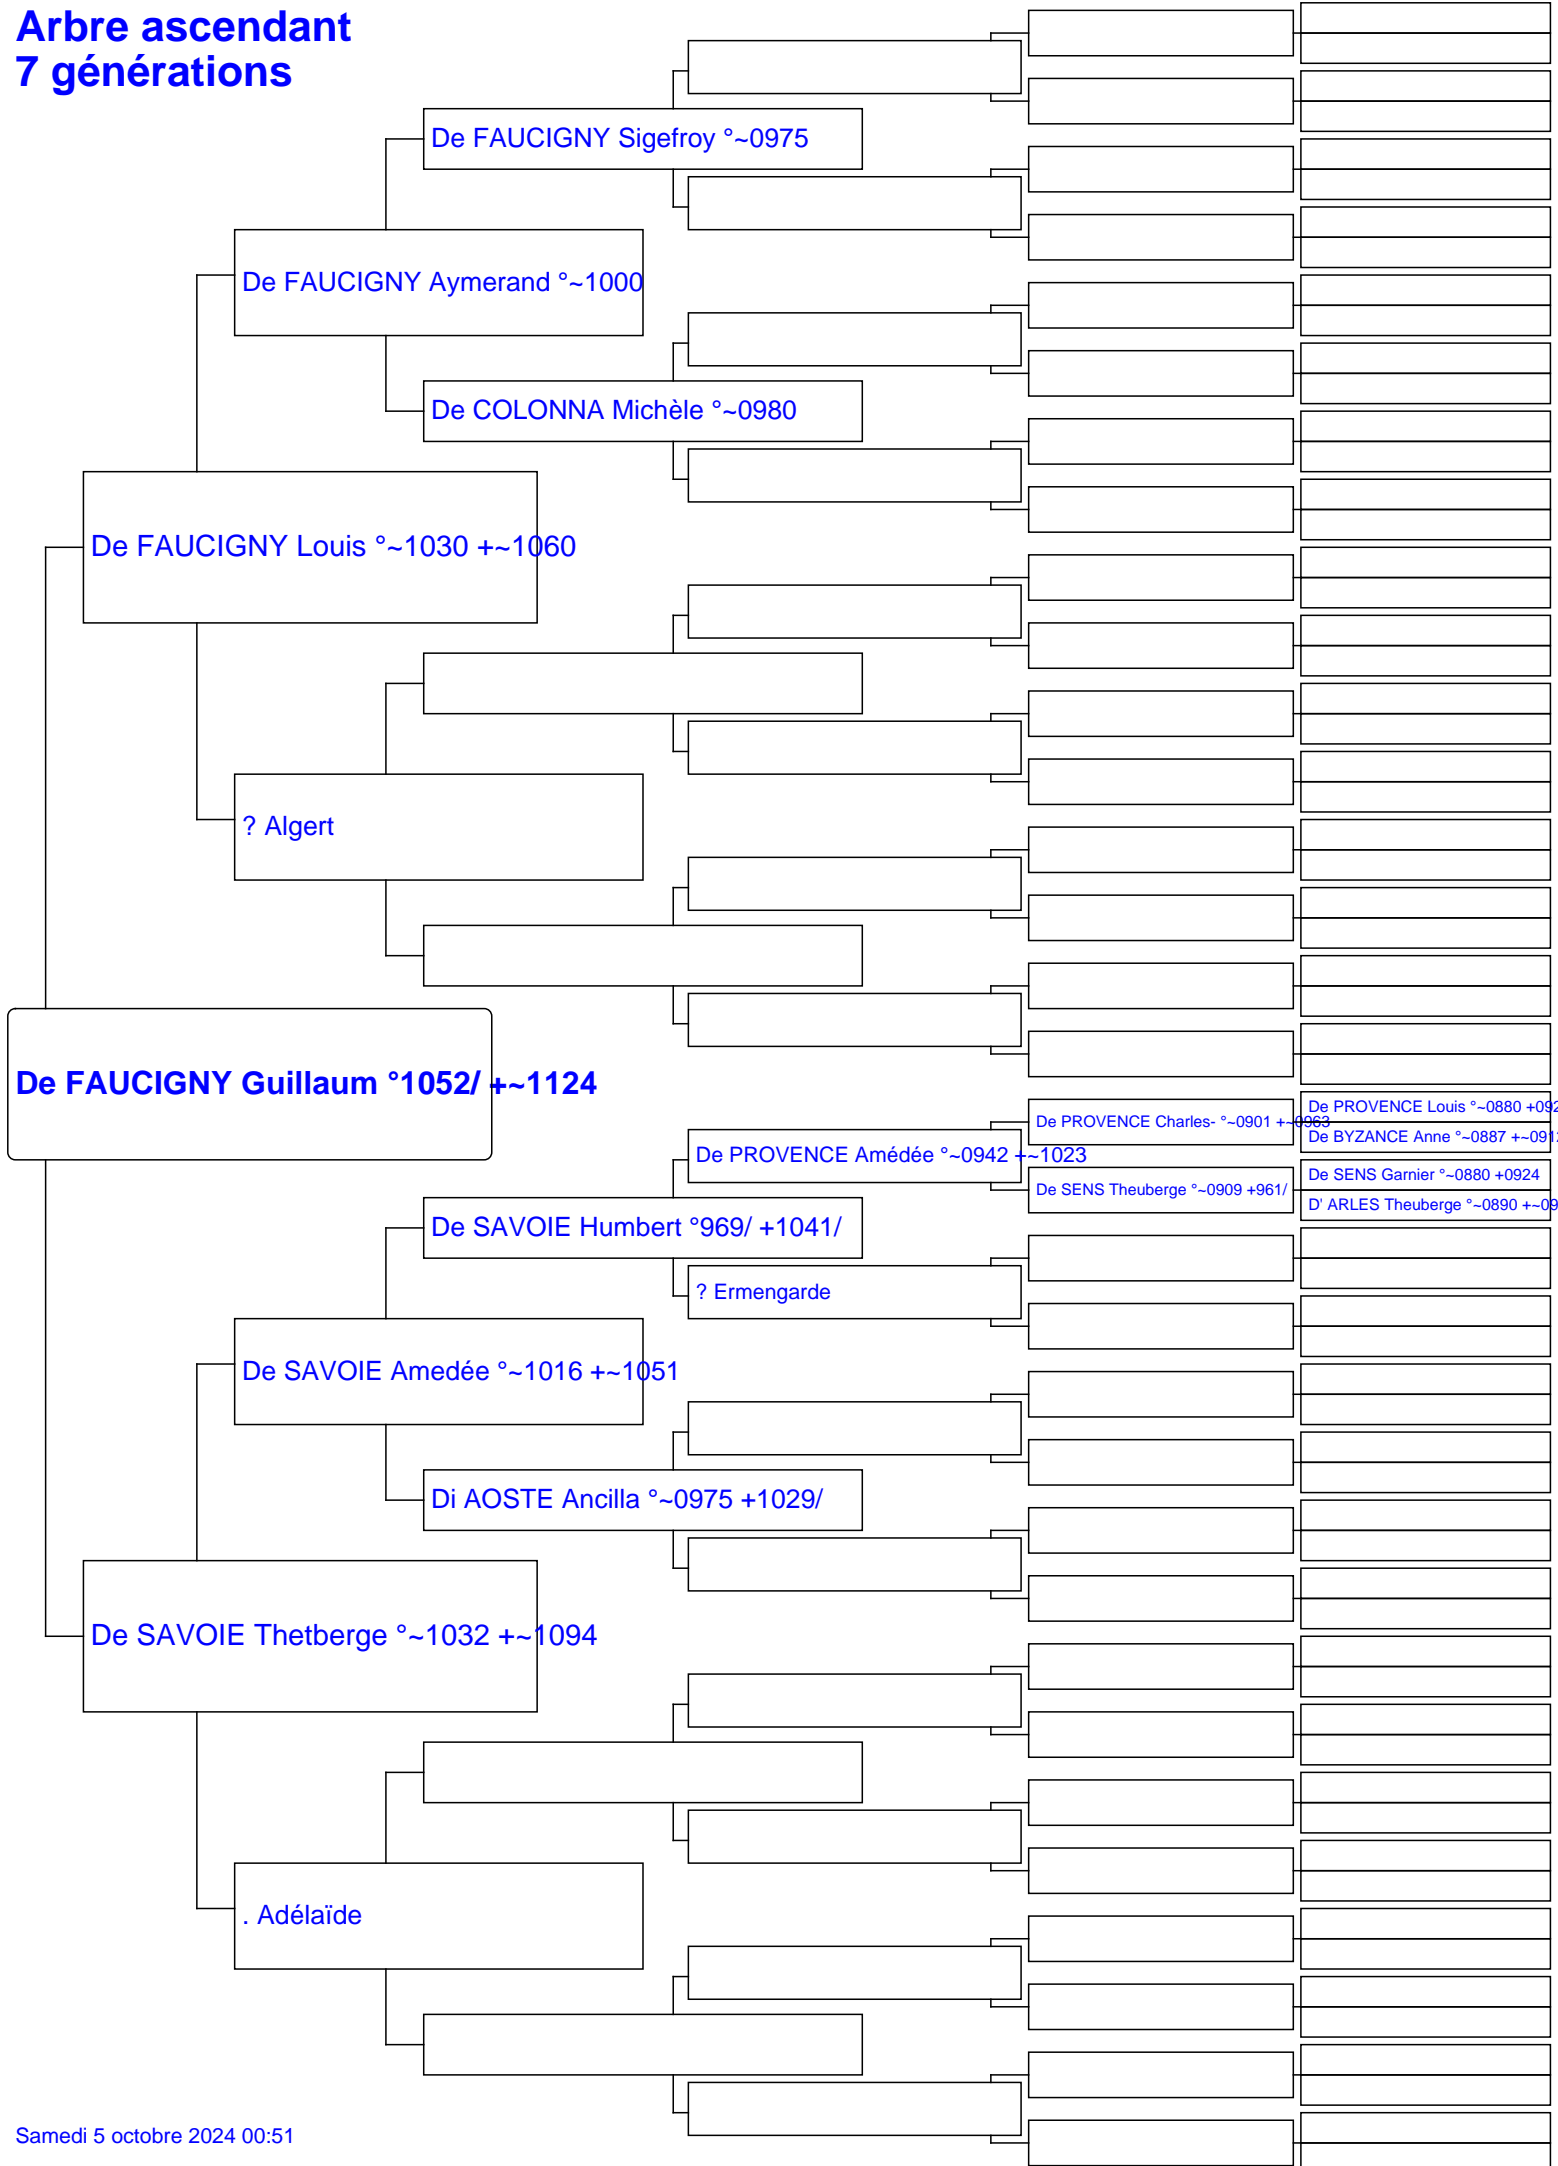 Arbre ascendant
7 générations
De FAUCIGNY Sigefroy °~0975
De FAUCIGNY Aymerand °~1000
De COLONNA Michèle °~0980
De FAUCIGNY Louis °~1030 +~1060
? Algert
De FAUCIGNY Guillaum °1052/ +~1124
De PROVENCE Louis °~0880 +092
De PROVENCE Charles- °~0901 +~0963
De BYZANCE Anne °~0887 +~0912
De PROVENCE Amédée °~0942 +~1023
De SENS Garnier °~0880 +0924
De SENS Theuberge °~0909 +961/
D' ARLES Theuberge °~0890 +~09
De SAVOIE Humbert °969/ +1041/
? Ermengarde
De SAVOIE Amedée °~1016 +~1051
Di AOSTE Ancilla °~0975 +1029/
De SAVOIE Thetberge °~1032 +~1094
. Adélaïde
Samedi 5 octobre 2024 00:51